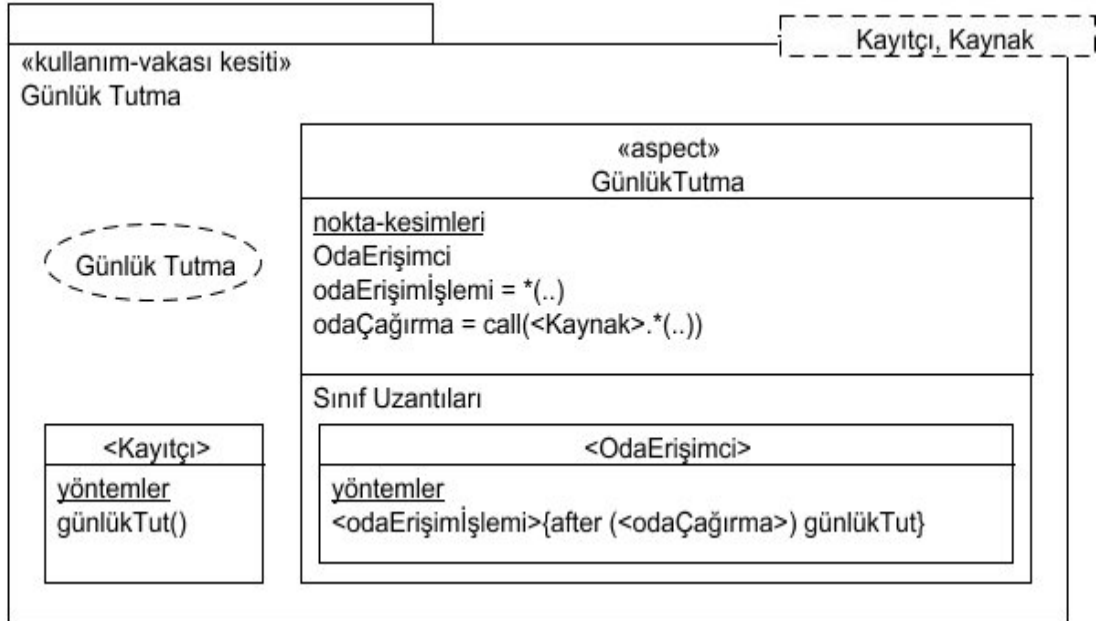 Kayıtçı, Kaynak
«kullanım-vakası kesiti»
Günlük Tutma
«aspect»
GünlükTutma
nokta-kesimleri
OdaErişimci
odaErişimİşlemi = *(..)
odaÇağırma = call(<Kaynak>.*(..))
Günlük Tutma
Sınıf Uzantıları
<Kayıtçı>
yöntemler
günlükTut()
<OdaErişimci>
yöntemler
<odaErişimİşlemi>{after (<odaÇağırma>) günlükTut}